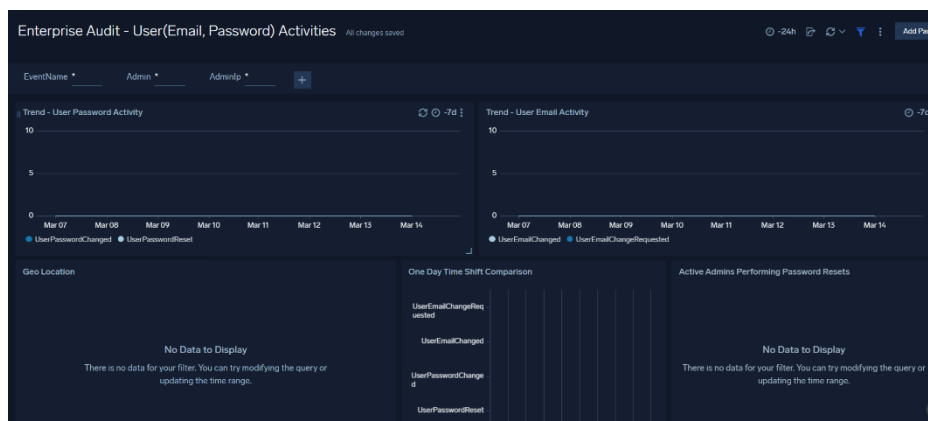 Enterprise Audit - User(Email, Password) Activities All changes saved
-24h
Add Pa
EventName *
Admin *
AdminIp *
+
Trend - User Password Activity
-7d
10
5
0
Mar 07 Mar 08 Mar 09 Mar 10 Mar 11 Mar 12 Mar 13 Mar 14
UserPasswordChanged UserPasswordReset
Trend - User Email Activity
-7d
10
5
0
Mar 07 Mar 08 Mar 09 Mar 10 Mar 11 Mar 12 Mar 13 Mar 14
UserEmailChanged UserEmailChangeRequested
Geo Location
No Data to Display
There is no data for your filter. You can try modifying the query or
updating the time range.
One Day Time Shift Comparison
UserEmailChangeReq
uested
UserEmailChanged
UserPasswordChange
d
UserPasswordReset
Active Admins Performing Password Resets
No Data to Display
There is no data for your filter. You can try modifying the query or
updating the time range.